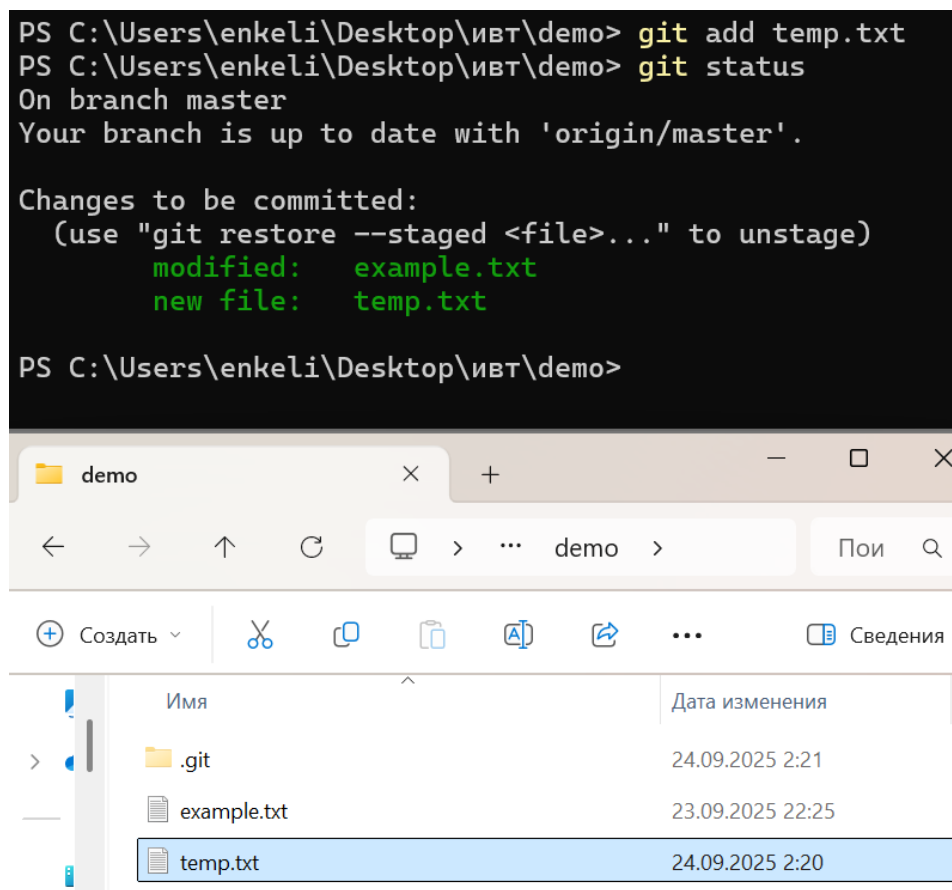 PS C:\Users\enkeli\Desktop\ивт\demo> git add temp.txt
PS C:\Users\enkeli\Desktop\ивт\demo> git status
On branch master
Your branch is up to date with 'origin/master'.
Changes to be committed:
  (use "git restore --staged <file>..." to unstage)
        modified:   example.txt
        new file:   temp.txt
PS C:\Users\enkeli\Desktop\ивт\demo>
demo
demo
Пои
Создать
Сведения
Имя Дата изменения
.git 24.09.2025 2:21
example.txt 23.09.2025 22:25
temp.txt 24.09.2025 2:20